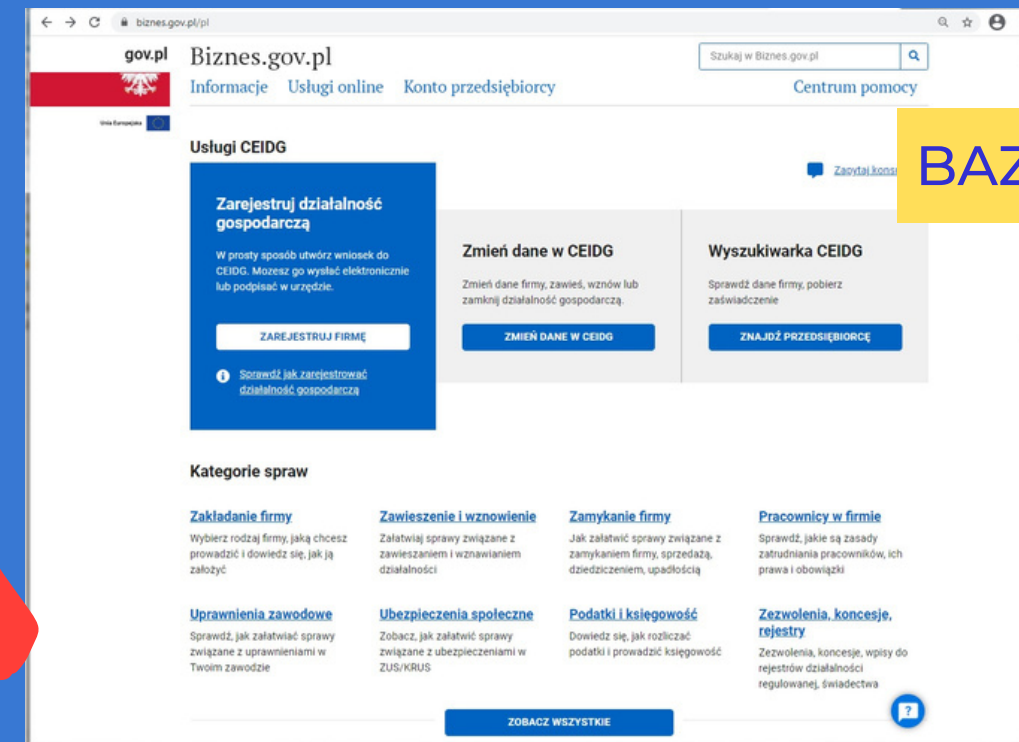 biznes.gov.pl/pl
gov.pl
Biznes.gov.pl
Szukaj w Biznes.gov.pl
Informacje Usługi online Konto przedsiębiorcy Centrum pomocy
Unia Europejska
Usługi CEIDG
Zapytaj
BAZ
Zarejestruj działalność
gospodarczą
W prosty sposób utwórz wniosek do
CEIDG. Mozesz go wysłać elektronicznie
lub podpisać w urzędzie.
ZAREJESTRUJ FIRMĘ
Sprawdź jak zarejestrować
działalność gospodarczą
Zmień dane w CEIDG
Zmień dane firmy, zawieś, wznów lub
zamknij działalność gospodarczą.
ZMIEŃ DANE W CEIDG
Wyszukiwarka CEIDG
Sprawdź dane firmy, pobierz
zaświadczenie
ZNAJDŹ PRZEDSIĘBIORCĘ
Kategorie spraw
Zakładanie firmy
Wybierz rodzaj firmy, jaką chcesz
prowadzić i dowiedz się, jak ją
założyć
Zawieszenie i wznowienie
Załatwiaj sprawy związane z
zawieszaniem i wznawianiem
działalności
Zamykanie firmy
Jak załatwić sprawy związane z
zamykaniem firmy, sprzedażą,
dziedziczeniem, upadłością
Pracownicy w firmie
Sprawdź, jakie są zasady
zatrudniania pracowników, ich
prawa i obowiązki
Uprawnienia zawodowe
Sprawdź, jak załatwiać sprawy
związane z uprawnieniami w
Twoim zawodzie
Ubezpieczenia społeczne
Zobacz, jak załatwić sprawy
związane z ubezpieczeniami w
ZUS/KRUS
Podatki i księgowość
Dowiedz się, jak rozliczać
podatki i prowadzić księgowość
Zezwolenia, koncesje,
rejestry
Zezwolenia, koncesje, wpisy do
rejestrów działalności
regulowanej, świadectwa
ZOBACZ WSZYSTKIE
?